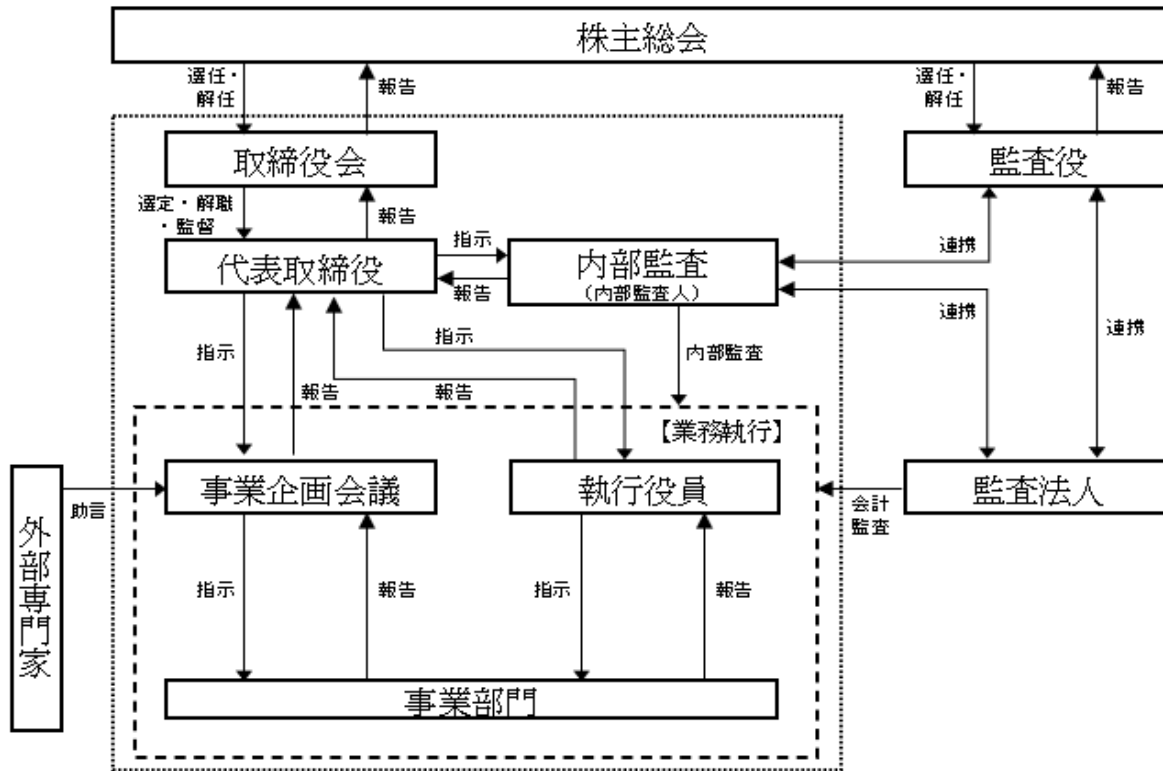 株主総会
選任・
解任
報告
選任・
解任
報告
取締役会
監査役
選定・解職
・監督
報告
代表取締役
指示
報告
内部監査
（内部監査人）
連携
連携
連携
指示
報告
指示
報告
内部監査
【業務執行】
外部専門家
助言
事業企画会議
執行役員
会計
監査
監査法人
指示
報告
指示
報告
事業部門